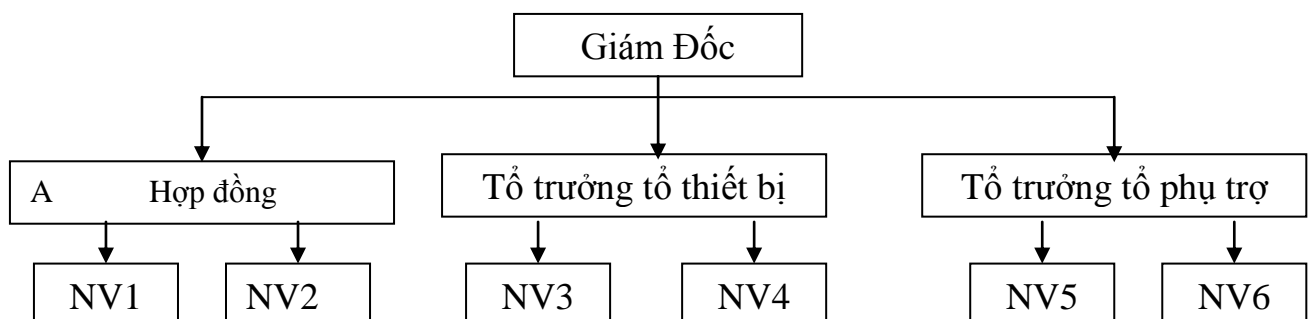 Giám Đốc
A Hợp đồng
Tổ trưởng tổ thiết bị
Tổ trưởng tổ phụ trợ
NV1
NV2
NV3
NV4
NV5
NV6